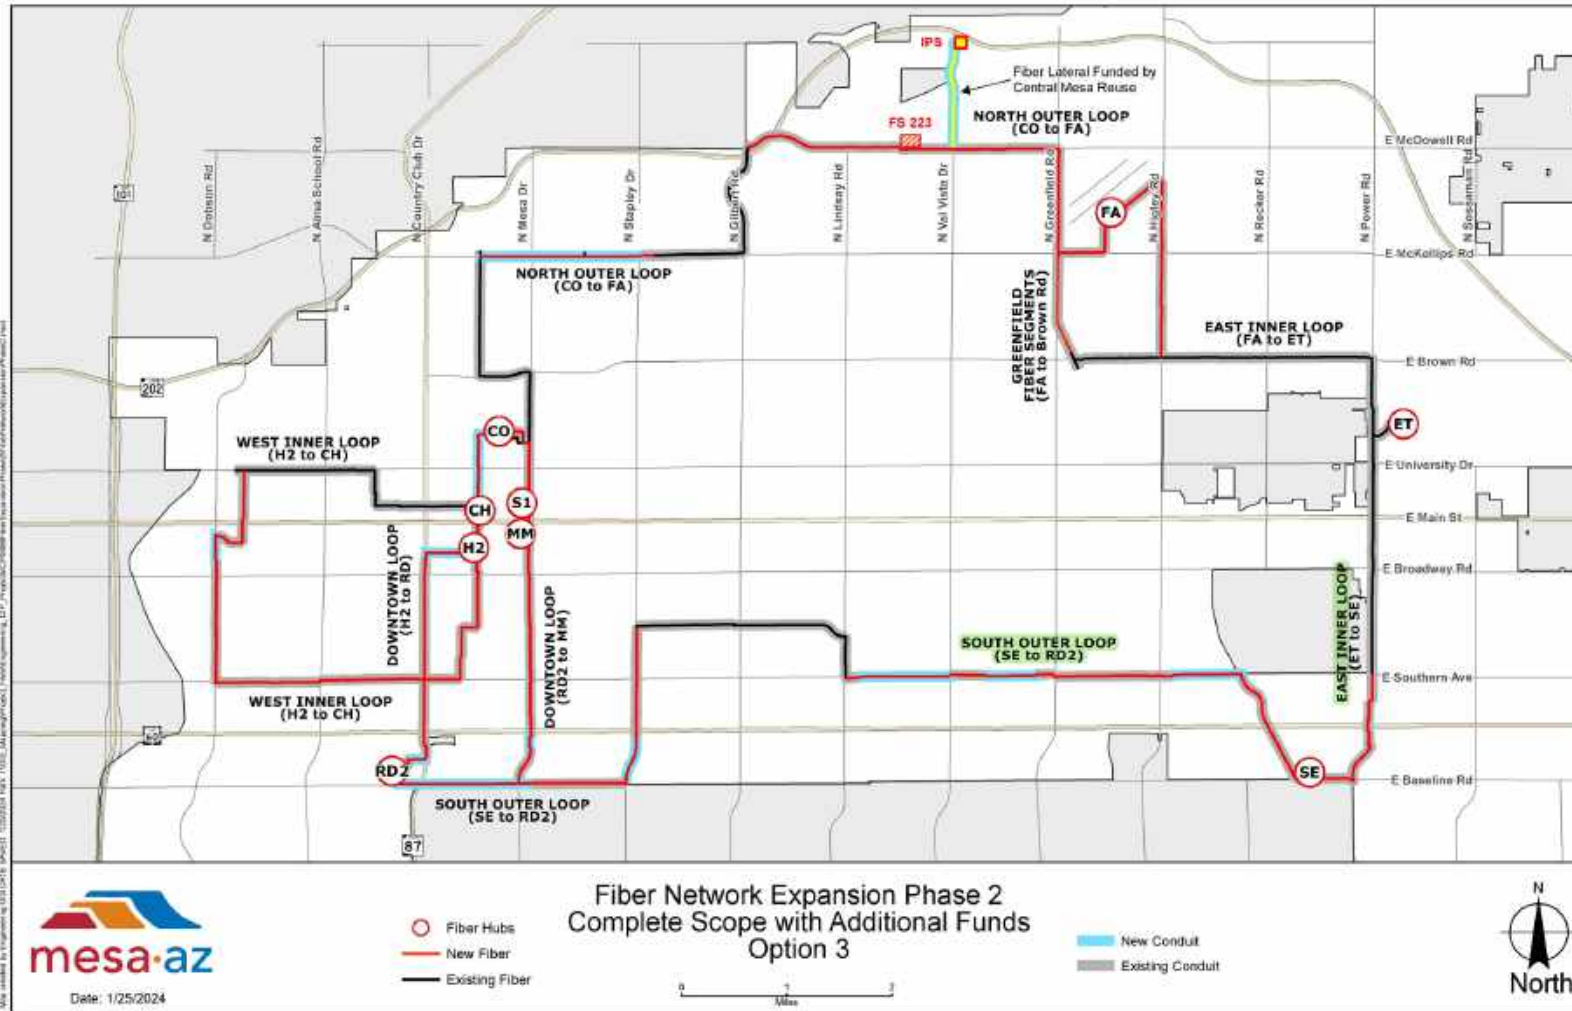 IPS
Fiber Lateral Funded by
Central Mesa Reuse
NORTH OUTER LOOP
(CO to FA)
FS 223
E McDowell Rd
N Dobson Rd
N Alma School Rd
N Country Club Dr
N Mesa Dr
N Stapley Dr
N Gilbert Rd
N Lindsay Rd
N Val Vista Dr
N Greenfield Rd
N Higley Rd
N Recker Rd
N Power Rd
N Sossaman Rd
FA
E McKellips Rd
NORTH OUTER LOOP
(CO to FA)
GREENFIELD
FIBER SEGMENTS
(FA to Brown Rd)
EAST INNER LOOP
(FA to ET)
E Brown Rd
202
CO
ET
WEST INNER LOOP
(H2 to CH)
E University Dr
S1
CH
E Main St
MM
H2
DOWNTOWN LOOP
(H2 to RD)
E Broadway Rd
DOWNTOWN LOOP
(RD2 to MM)
EAST INNER LOOP
(ET to SE)
SOUTH OUTER LOOP
(SE to RD2)
E Southern Ave
WEST INNER LOOP
(H2 to CH)
RD2
SE
E Baseline Rd
SOUTH OUTER LOOP
(SE to RD2)
87
mesa·az
Date: 1/25/2024
Fiber Hubs
New Fiber
Existing Fiber
Fiber Network Expansion Phase 2
Complete Scope with Additional Funds
Option 3
0 1 2
Miles
New Conduit
Existing Conduit
N
North